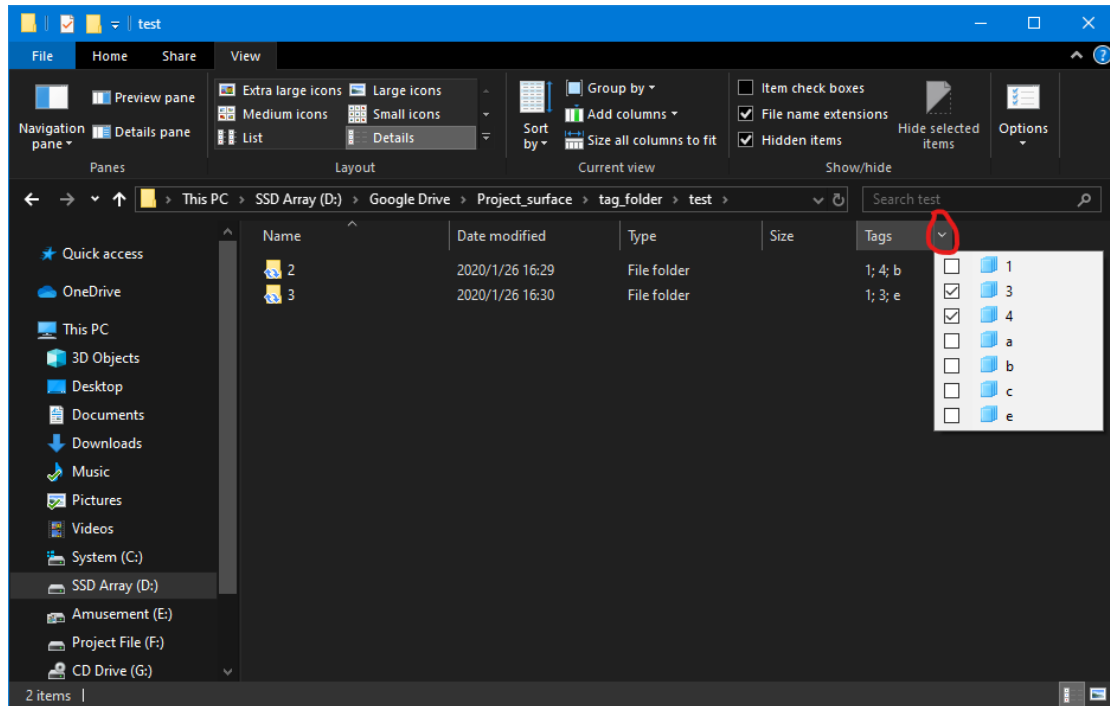 test
File Home Share View
Navigation pane
Preview pane
Details pane
Panes
Extra large icons Large icons
Medium icons Small icons
List Details
Layout
Sort by
Group by
Add columns
Size all columns to fit
Current view
Item check boxes
File name extensions
Hidden items
Hide selected items
Show/hide
Options
This PC > SSD Array (D:) > Google Drive > Project_surface > tag_folder > test >
Search test
Quick access
OneDrive
This PC
3D Objects
Desktop
Documents
Downloads
Music
Pictures
Videos
System (C:)
SSD Array (D:)
Amusement (E:)
Project File (F:)
CD Drive (G:)
Name Date modified Type Size Tags
2 2020/1/26 16:29 File folder 1; 4; b
3 2020/1/26 16:30 File folder 1; 3; e
1
3
4
a
b
c
e
2 items